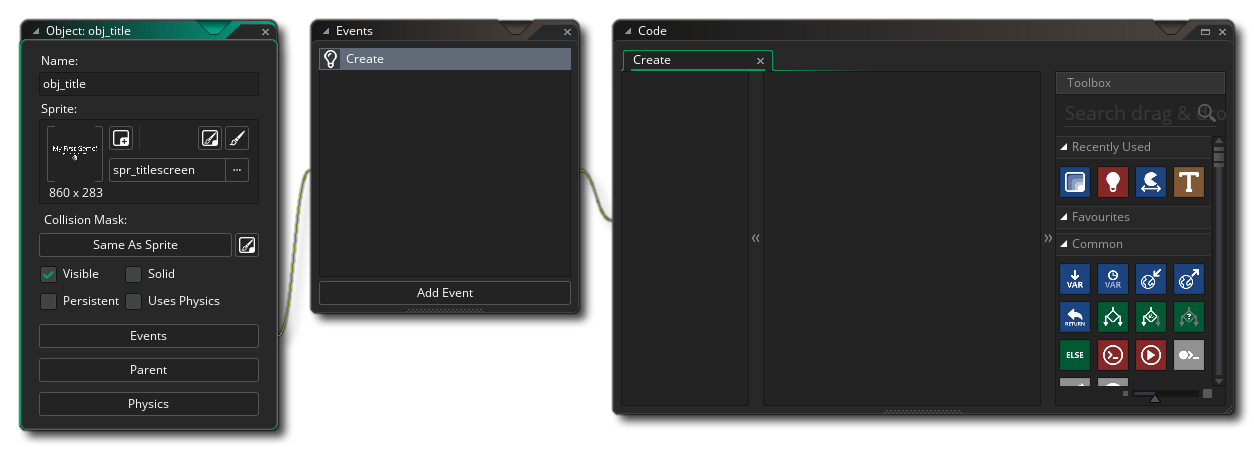 Object: obj_title
Name:
obj_title
Sprite:
My First Game!
spr_titlescreen
...
860 x 283
Collision Mask:
Same As Sprite
Visible
Solid
Persistent
Uses Physics
Events
Parent
Physics
Events
Create
Add Event
Code
Create
Toolbox
Search drag & dro
Recently Used
T
Favourites
Common
VAR
VAR
RETURN
ELSE